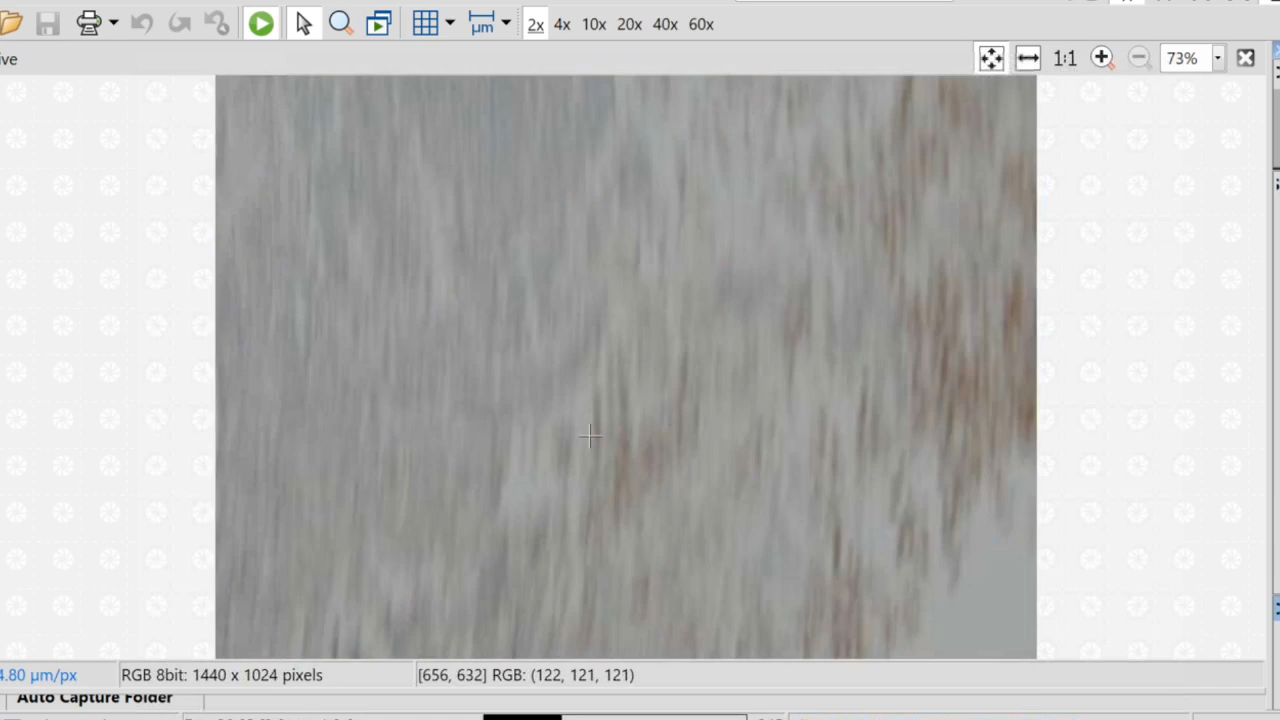 μm 2x 4x 10x 20x 40x 60x
ive 1:1 73%
4.80 µm/px RGB 8bit: 1440 x 1024 pixels [656, 632] RGB: (122, 121, 121)
Auto Capture Folder